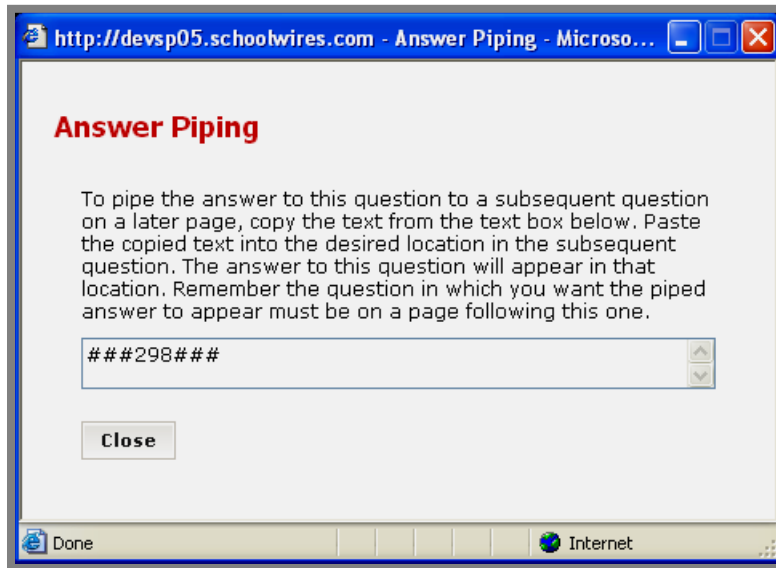 http://devsp05.schoolwires.com - Answer Piping - Microso...
Answer Piping
To pipe the answer to this question to a subsequent question
on a later page, copy the text from the text box below. Paste
the copied text into the desired location in the subsequent
question. The answer to this question will appear in that
location. Remember the question in which you want the piped
answer to appear must be on a page following this one.
###298###
Close
Done Internet